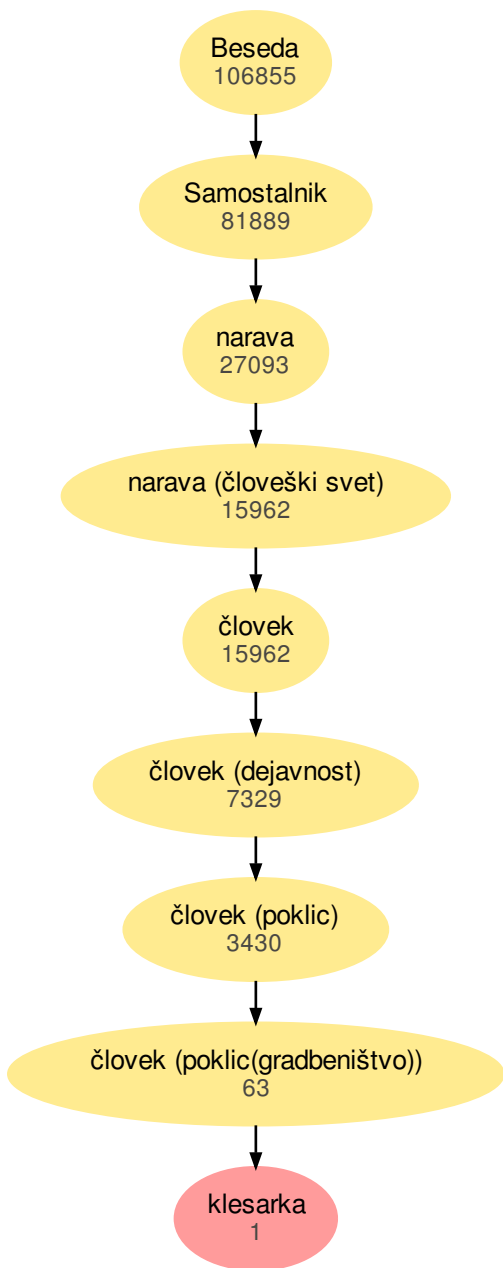 Beseda
106855
Samostalnik
81889
narava
27093
narava (človeški svet)
15962
človek
15962
človek (dejavnost)
7329
človek (poklic)
3430
človek (poklic(gradbeništvo))
63
klesarka
1